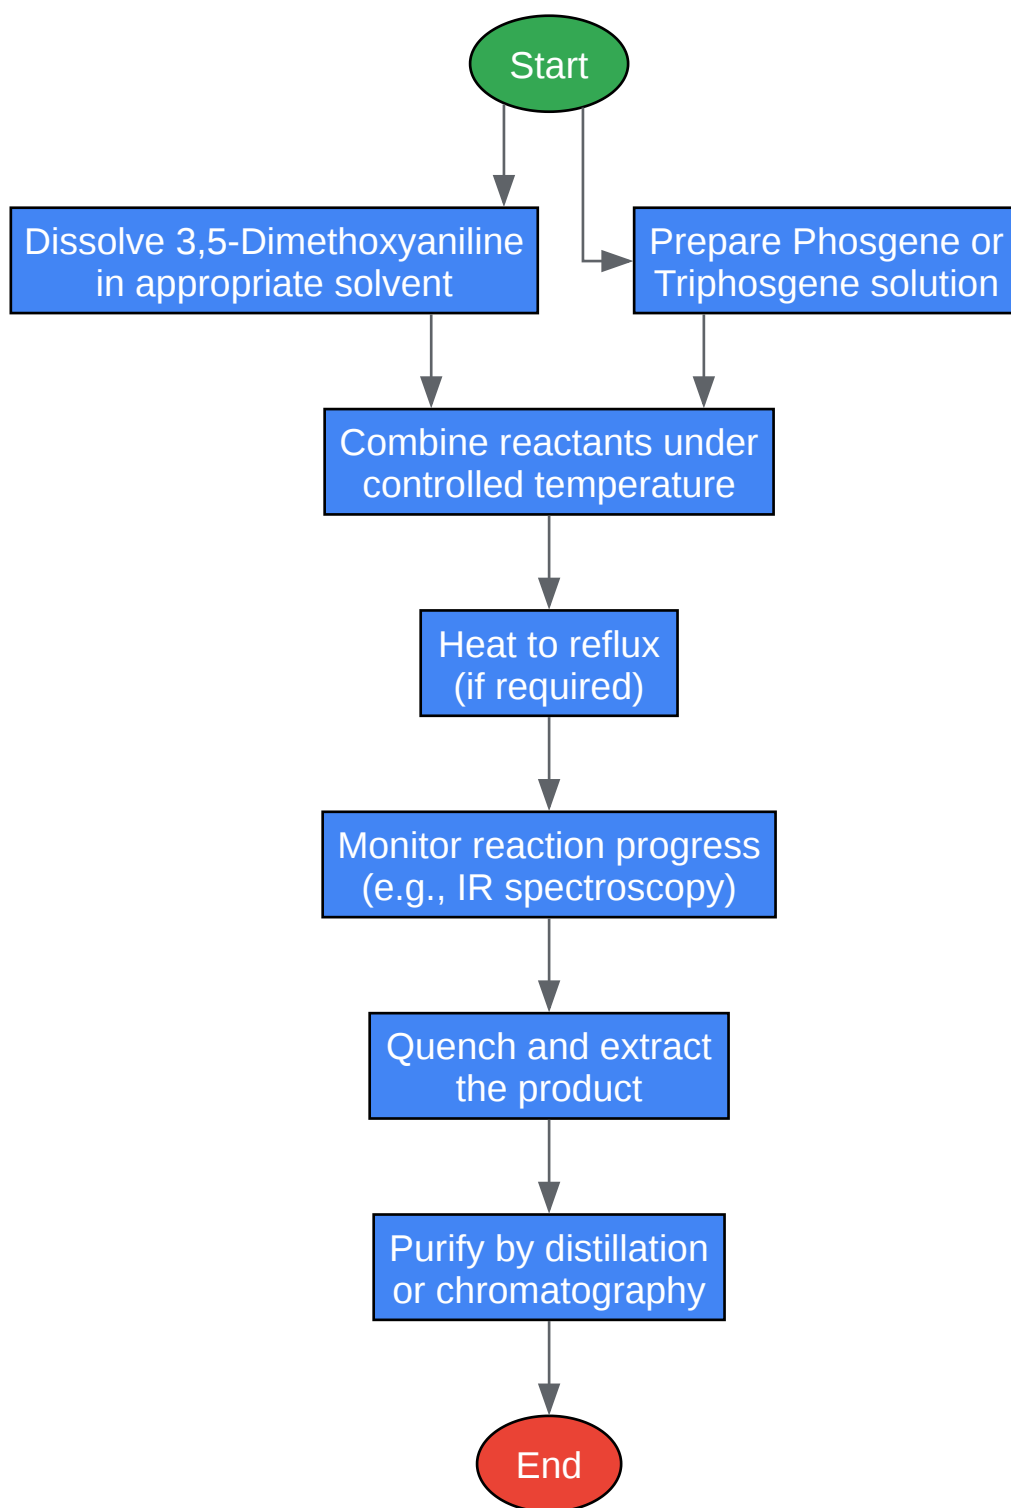 Start
Dissolve 3,5-Dimethoxyaniline
in appropriate solvent
Prepare Phosgene or
Triphosgene solution
Combine reactants under
controlled temperature
Heat to reflux
(if required)
Monitor reaction progress
(e.g., IR spectroscopy)
Quench and extract
the product
Purify by distillation
or chromatography
End